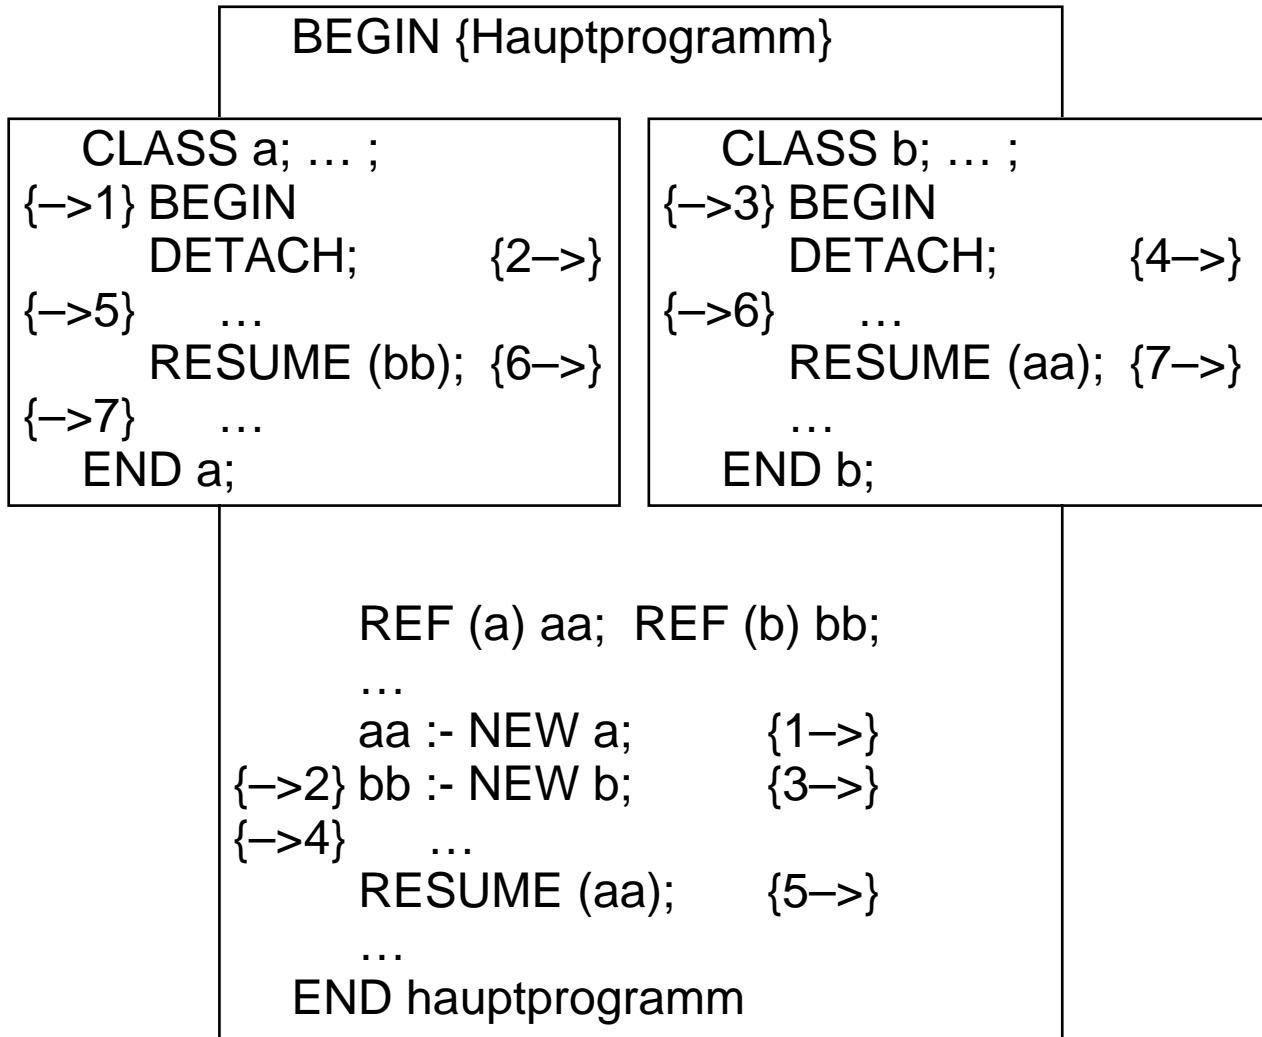 BEGIN {Hauptprogramm}
CLASS a; … ;
{–>1} BEGIN
DETACH; {2–>}
{–>5} …
RESUME (bb); {6–>}
{–>7} …
END a;
CLASS b; … ;
{–>3} BEGIN
DETACH; {4–>}
{–>6} …
RESUME (aa); {7–>}
…
END b;
REF (a) aa; REF (b) bb;
…
aa :- NEW a; {1–>}
{–>2} bb :- NEW b; {3–>}
{–>4} …
RESUME (aa); {5–>}
…
END hauptprogramm